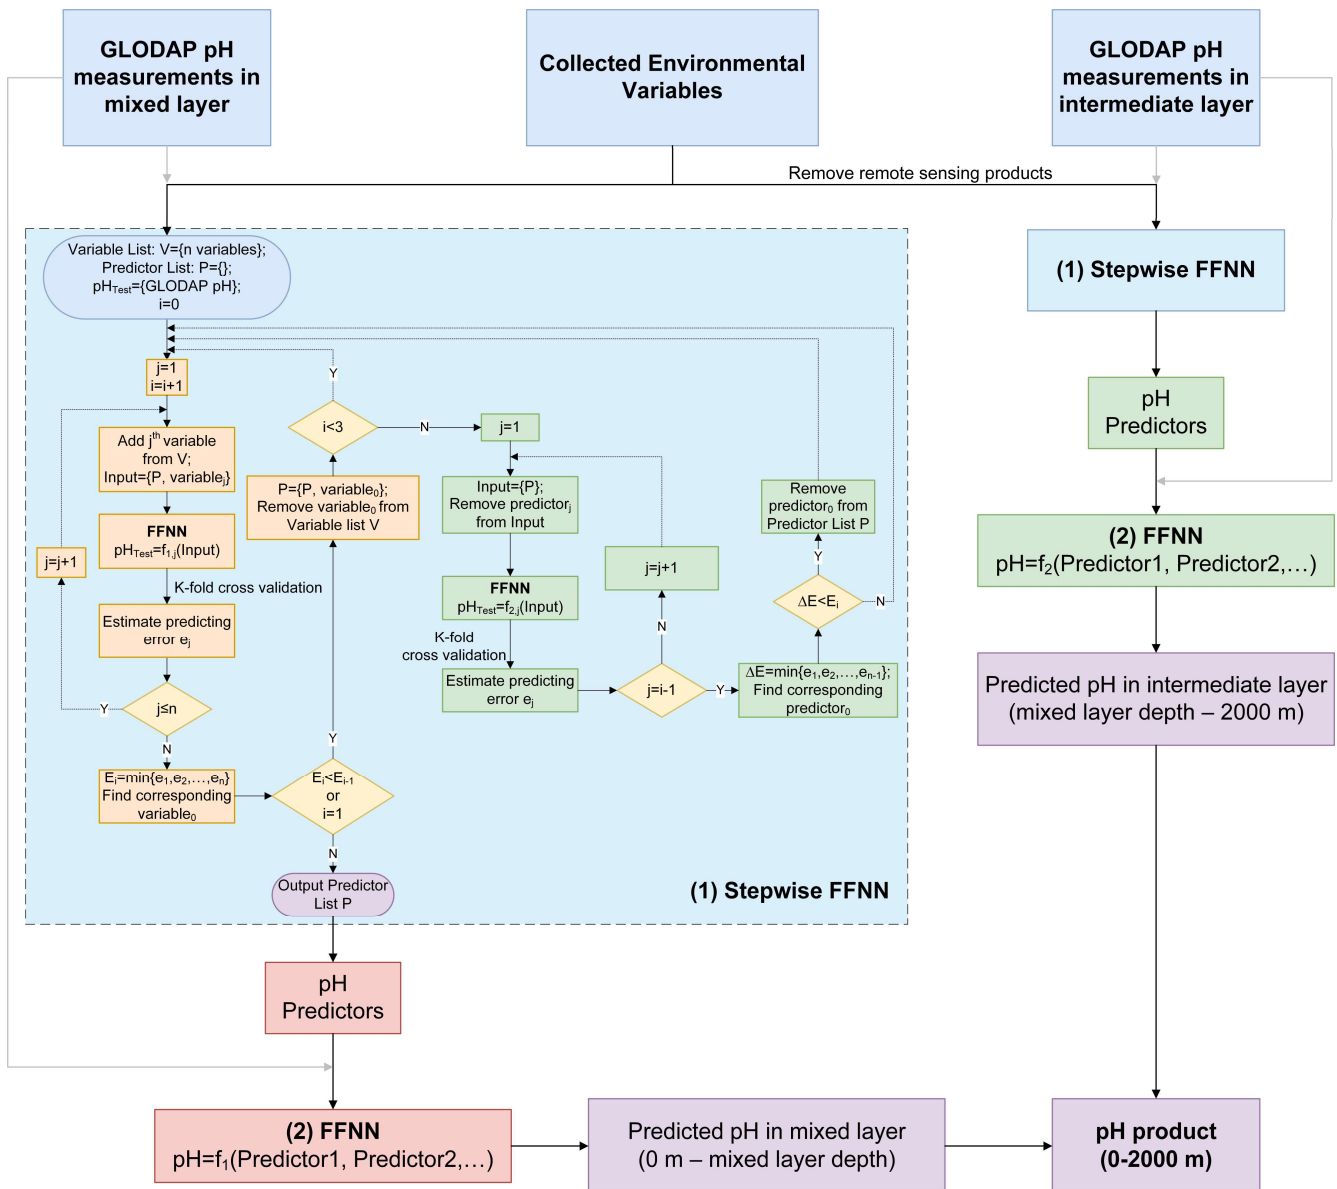 GLODAP pH
measurements in
mixed layer
Collected Environmental
Variables
GLODAP pH
measurements in
intermediate layer
Remove remote sensing products
Variable List: V={n variables};
Predictor List: P={};
pHTest={GLODAP pH};
i=0
j=1
i=i+1
Add jth variable
from V;
Input={P, variablej}
FFNN
pHTest=f1,j(Input)
j=j+1
K-fold cross validation
Estimate predicting
error ej
j≤n
Y
N
Ei=min{e1,e2,…,en}
Find corresponding
variable0
Ei<Ei-1
or
i=1
Y
N
P={P, variable0};
Remove variable0 from
Variable list V
i<3
Y
N
j=1
Input={P};
Remove predictorj
from Input
FFNN
pHTest=f2,j(Input)
K-fold
cross validation
Estimate predicting
error ej
j=i-1
N
Y
j=j+1
ΔE=min{e1,e2,…,en-1};
Find corresponding
predictor0
ΔE<Ei
Y
N
Remove
predictor0 from
Predictor List P
Output Predictor
List P
(1) Stepwise FFNN
(1) Stepwise FFNN
pH
Predictors
(2) FFNN
pH=f2(Predictor1, Predictor2,…)
Predicted pH in intermediate layer
(mixed layer depth – 2000 m)
pH
Predictors
(2) FFNN
pH=f1(Predictor1, Predictor2,…)
Predicted pH in mixed layer
(0 m – mixed layer depth)
pH product
(0-2000 m)